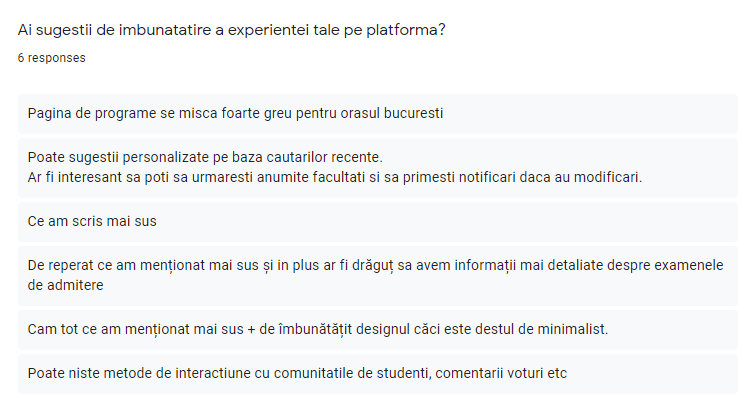 Ai sugestii de imbunatatire a experientei tale pe platforma?
6 responses
Pagina de programe se misca foarte greu pentru orasul bucuresti
Poate sugestii personalizate pe baza cautarilor recente.
Ar fi interesant sa poti sa urmaresti anumite facultati si sa primesti notificari daca au modificari.
Ce am scris mai sus
De reperat ce am menționat mai sus și in plus ar fi drăguț sa avem informații mai detaliate despre examenele
de admitere
Cam tot ce am menționat mai sus + de îmbunătățit designul căci este destul de minimalist.
Poate niste metode de interactiune cu comunitatile de studenti, comentarii voturi etc